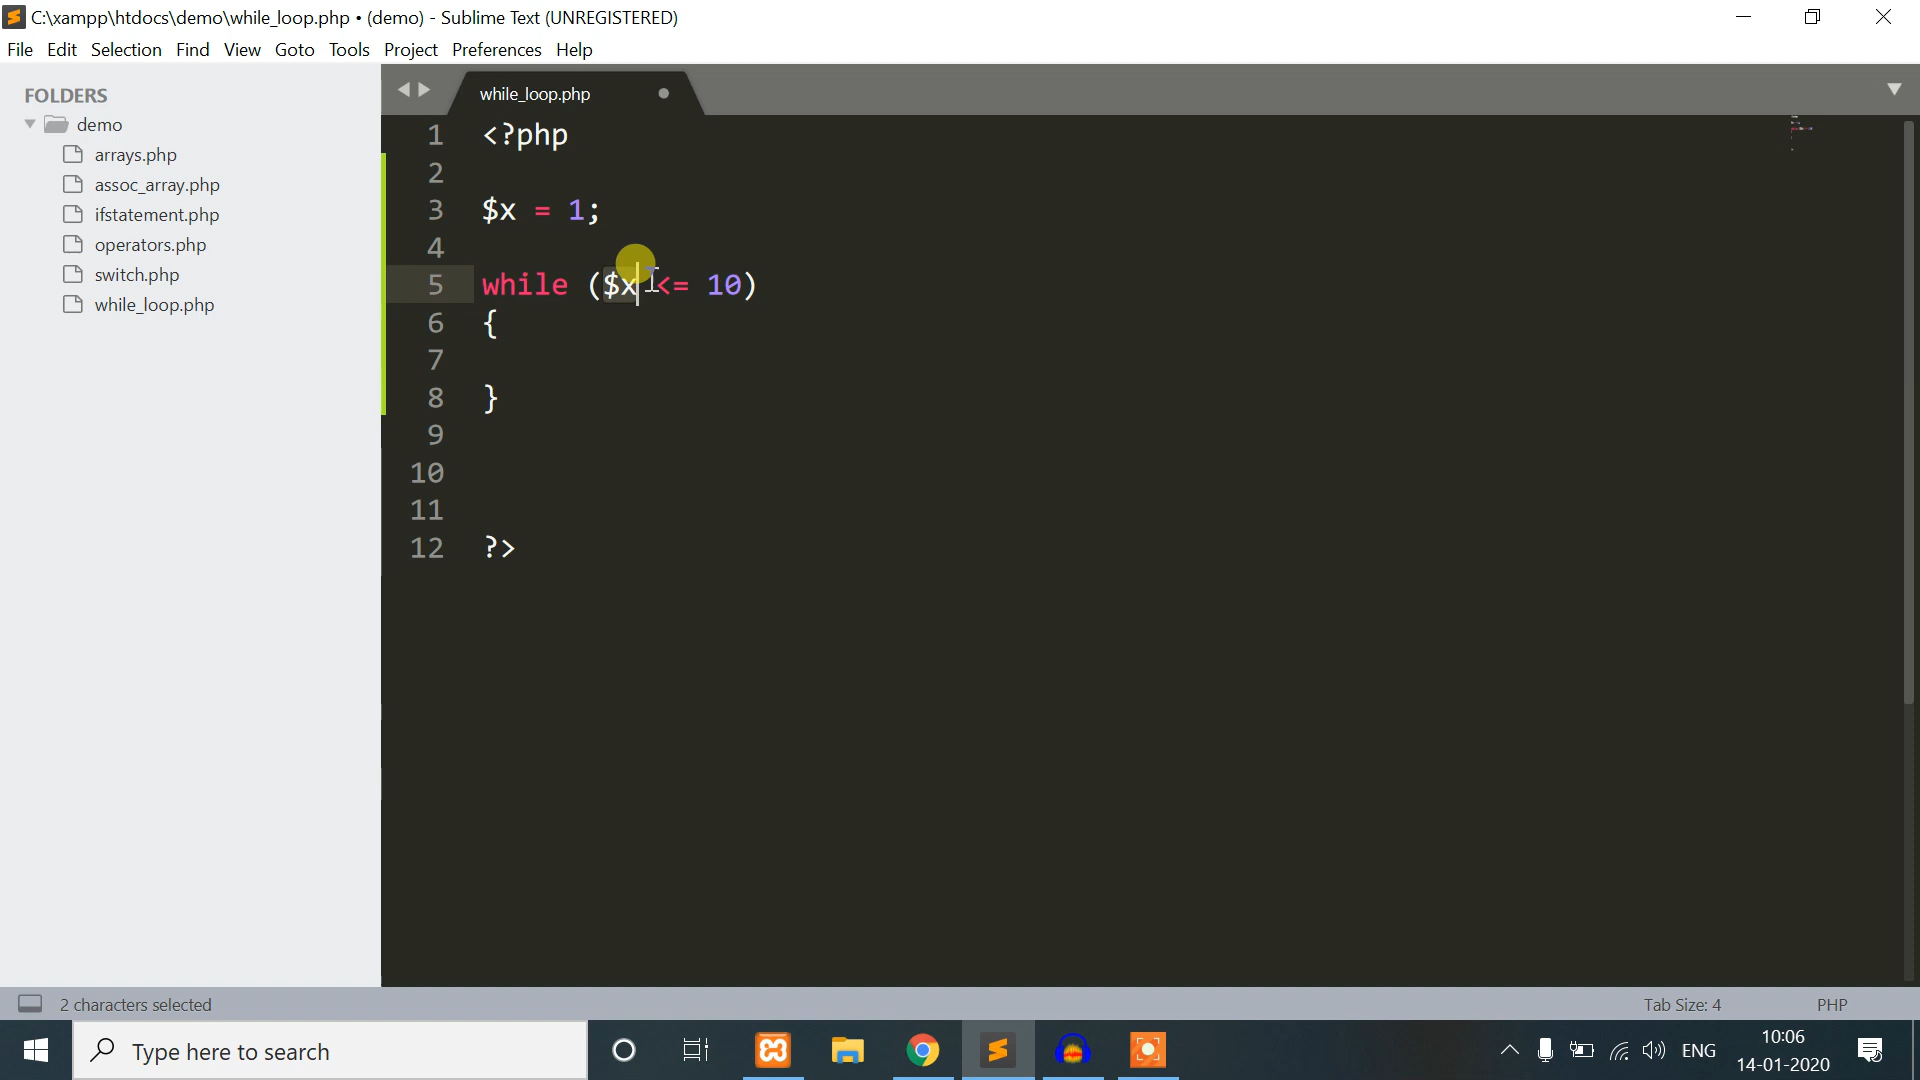 C:\xampp\htdocs\demo\while_loop.php • (demo) - Sublime Text (UNREGISTERED)
File Edit Selection Find View Goto Tools Project Preferences Help
FOLDERS
demo
arrays.php
assoc_array.php
ifstatement.php
operators.php
switch.php
while_loop.php
while_loop.php
1 <?php
2
3 $x = 1;
4
5 while ($x <= 10)
6 {
7
8 }
9
10
11
12 ?>
2 characters selected
Tab Size: 4 PHP
Type here to search
ENG
10:06
14-01-2020